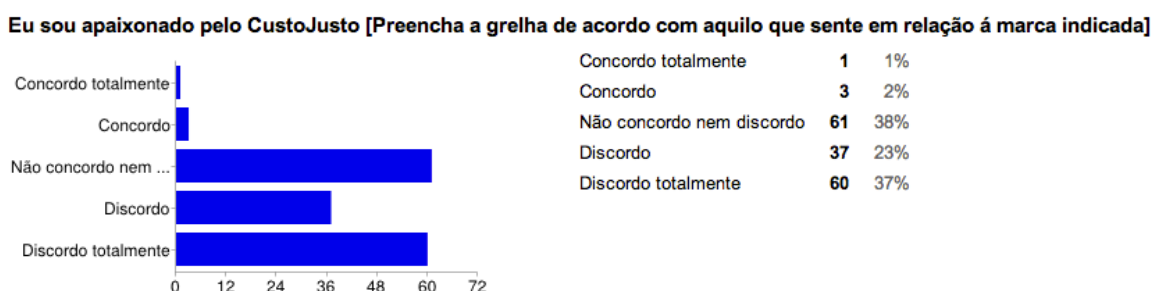 Eu sou apaixonado pelo CustoJusto [Preencha a grelha de acordo com aquilo que sente em relação á marca indicada]
Concordo totalmente
Concordo
Não concordo nem ...
Discordo
Discordo totalmente
0 12 24 36 48 60 72
Concordo totalmente 1 1%
Concordo 3 2%
Não concordo nem discordo 61 38%
Discordo 37 23%
Discordo totalmente 60 37%